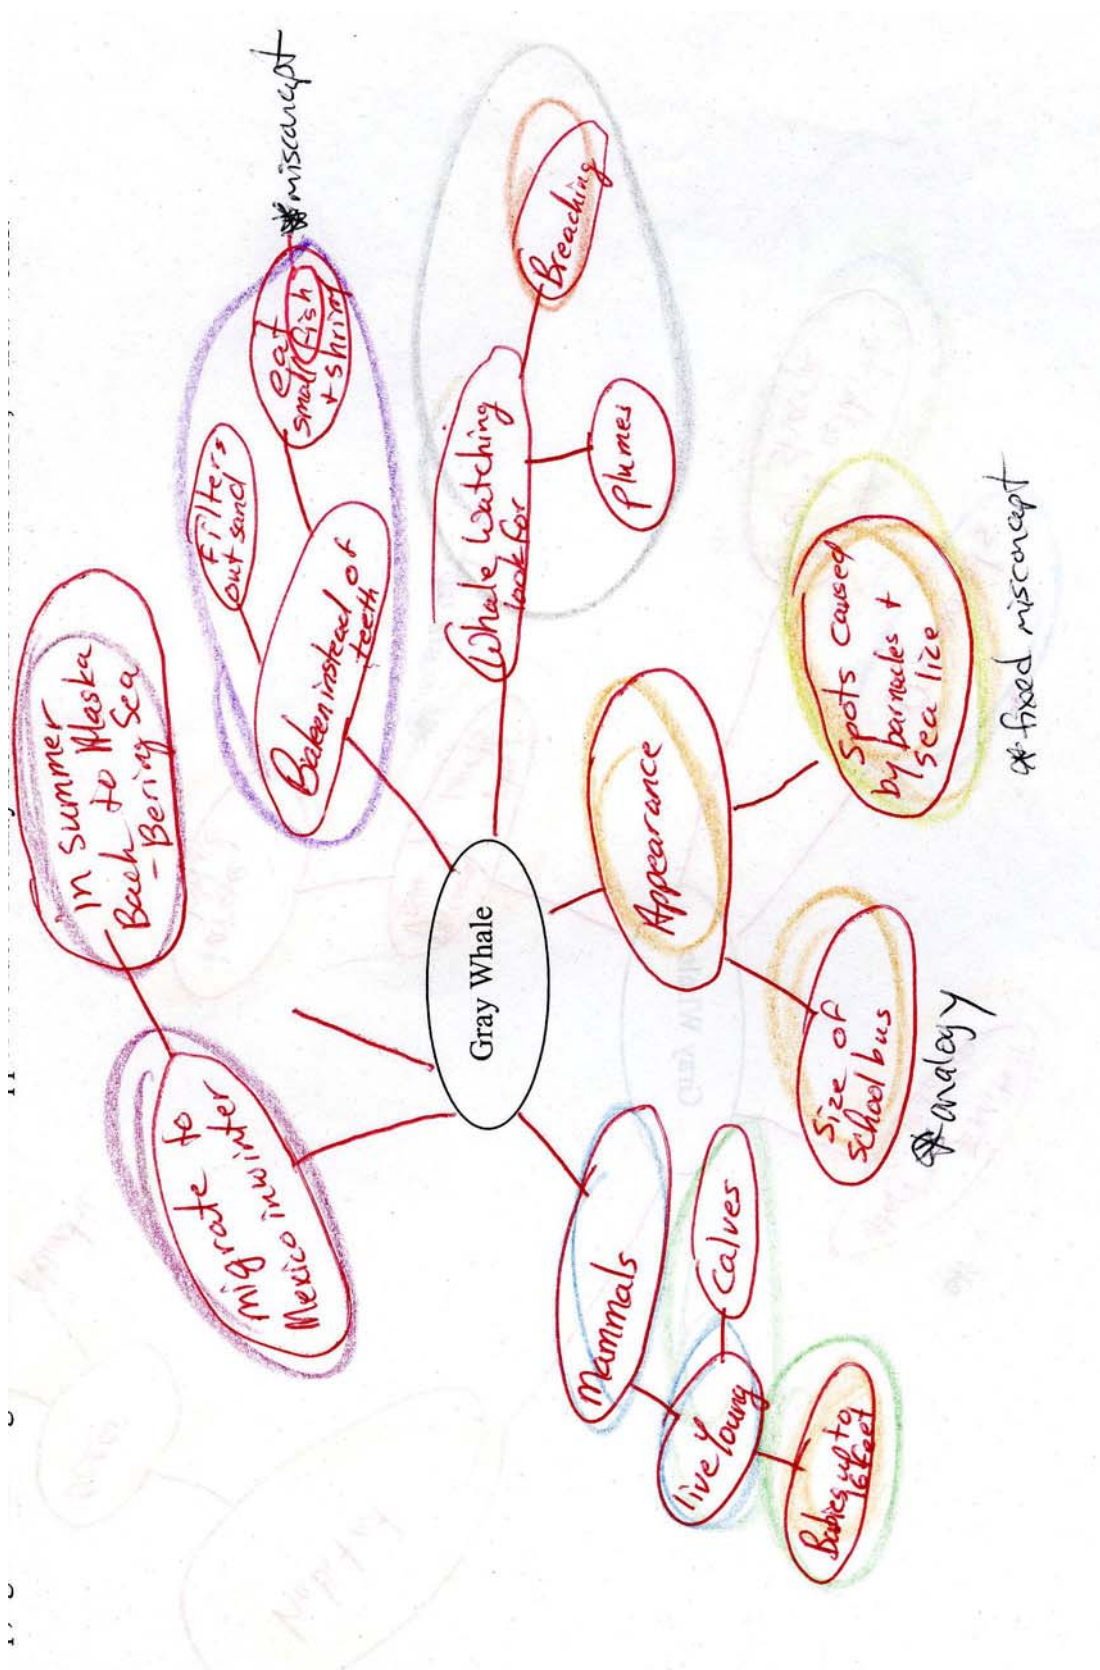 Gray Whale
migrate to
Mexico in winter
In summer
Back to Alaska
- Bering Sea
Baleen instead of
teeth
filters
out sand
eat
small fish
+ shrimp
* miscancept
Whale Watching
look for
Breaching
Plumes
Appearance
Spots caused
by barnacles +
sea lice
* fixed misconcept
Size of
school bus
* analogy
Mammals
live Young
Calves
Babies up to
16 feet